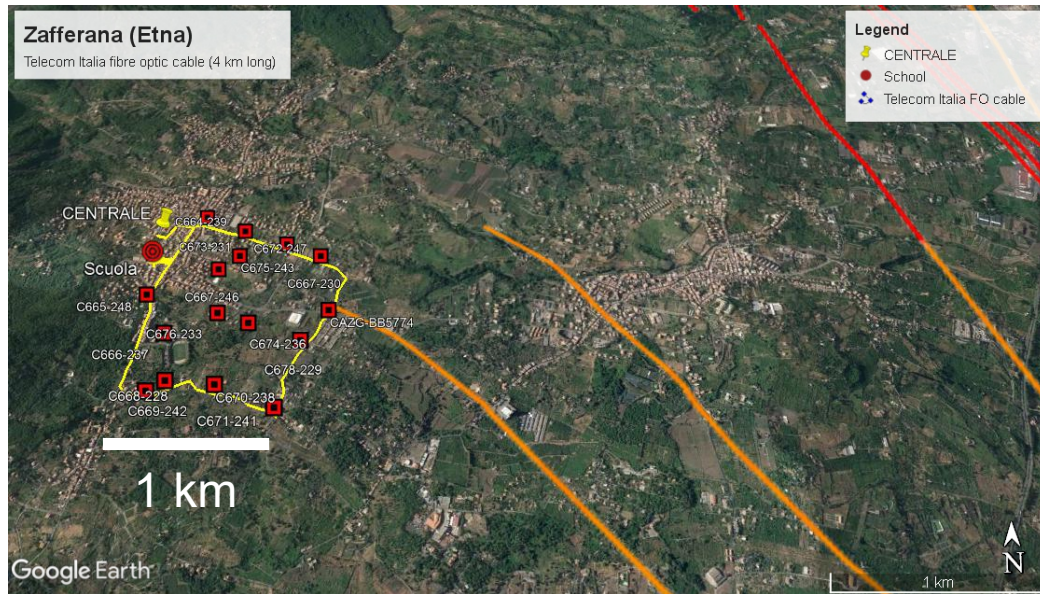 Zafferana (Etna)
Telecom Italia fibre optic cable (4 km long)
Legend
CENTRALE
School
Telecom Italia FO cable
CENTRALE
C664-239
C673-231
C672-247
C675-243
Scuola
C667-230
C665-248
C667-246
CAZG-BB5774
C676-233
C674-236
C666-237
C678-229
C668-228
C670-238
C669-242
C671-241
1 km
Google Earth
N
1 km